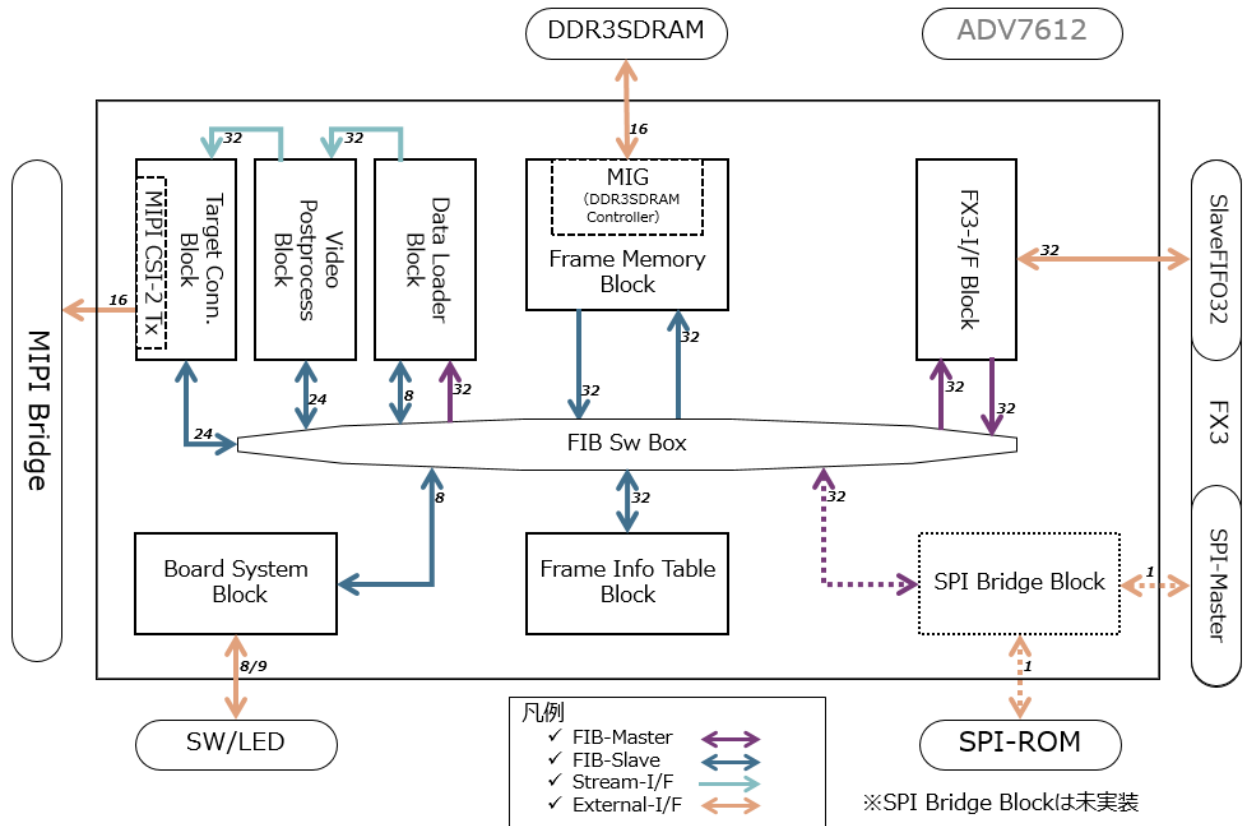 DDR3SDRAM
ADV7612
16
32
32
MIPI CSI-2 Tx
Target Conn.
Block
Video
Postprocess
Block
Data Loader
Block
MIG
(DDR3SDRAM
Controller)
Frame Memory
Block
FX3-I/F Block
32
SlaveFIFO32
FX3
SPI-Master
16
MIPI Bridge
24
24
8
32
32
32
32
32
FIB Sw Box
8
32
32
Board System
Block
Frame Info Table
Block
SPI Bridge Block
1
8/9
1
SW/LED
SPI-ROM
凡例
✓ FIB-Master
✓ FIB-Slave
✓ Stream-I/F
✓ External-I/F
※SPI Bridge Blockは未実装